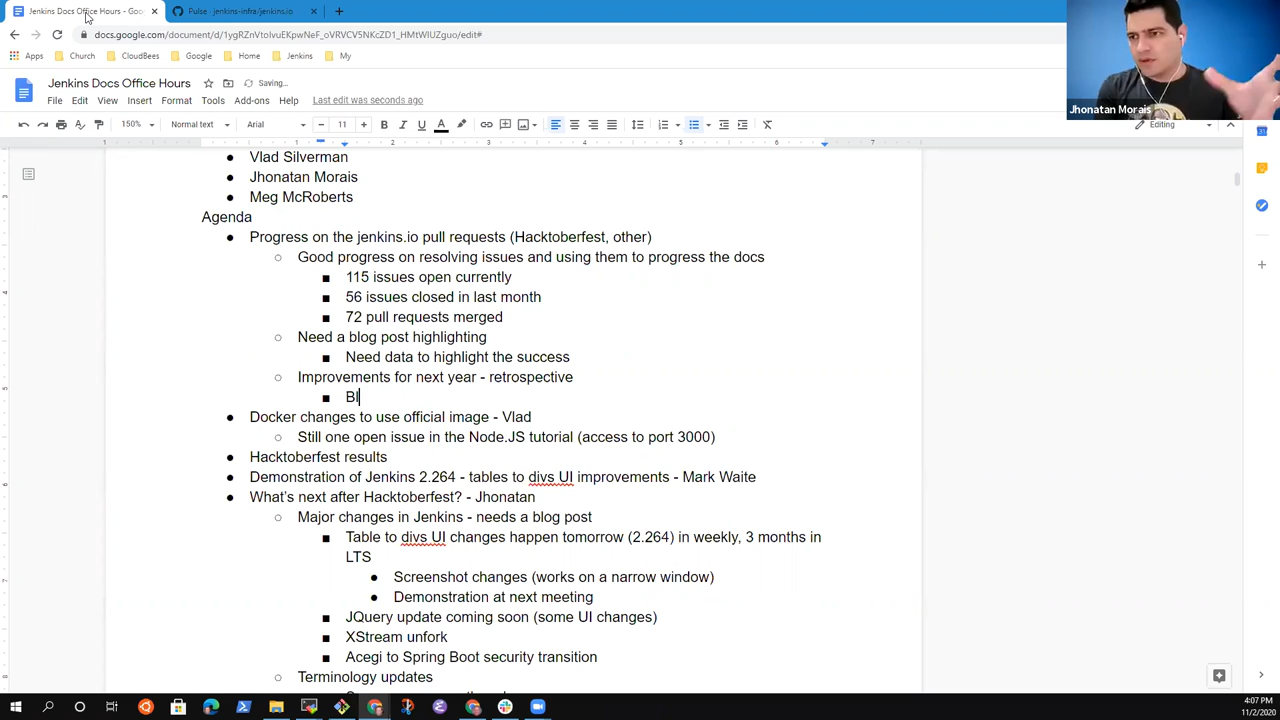 Jenkins Docs Office Hours - Goo
Pulse · jenkins-infra/jenkins.io
docs.google.com/document/d/1ygRZnVtoIvuEKpwNeF_oVRVCV5NKcZD1_HMtWIUZguo/edit#
Apps Church CloudBees Google Home Jenkins My
Jhonatan Morais
Jenkins Docs Office Hours Saving...
File Edit View Insert Format Tools Add-ons Help Last edit was seconds ago
150% Normal text Arial 11 B I U A Editing
1 1 2 3 4 5 6 7
Vlad Silverman
Jhonatan Morais
Meg McRoberts
Agenda
Progress on the jenkins.io pull requests (Hacktoberfest, other)
Good progress on resolving issues and using them to progress the docs
115 issues open currently
56 issues closed in last month
72 pull requests merged
Need a blog post highlighting
Need data to highlight the success
Improvements for next year - retrospective
Bl
Docker changes to use official image - Vlad
Still one open issue in the Node.JS tutorial (access to port 3000)
Hacktoberfest results
Demonstration of Jenkins 2.264 - tables to divs UI improvements - Mark Waite
What's next after Hacktoberfest? - Jhonatan
Major changes in Jenkins - needs a blog post
Table to divs UI changes happen tomorrow (2.264) in weekly, 3 months in
LTS
Screenshot changes (works on a narrow window)
Demonstration at next meeting
JQuery update coming soon (some UI changes)
XStream unfork
Acegi to Spring Boot security transition
Terminology updates
4:07 PM
11/2/2020